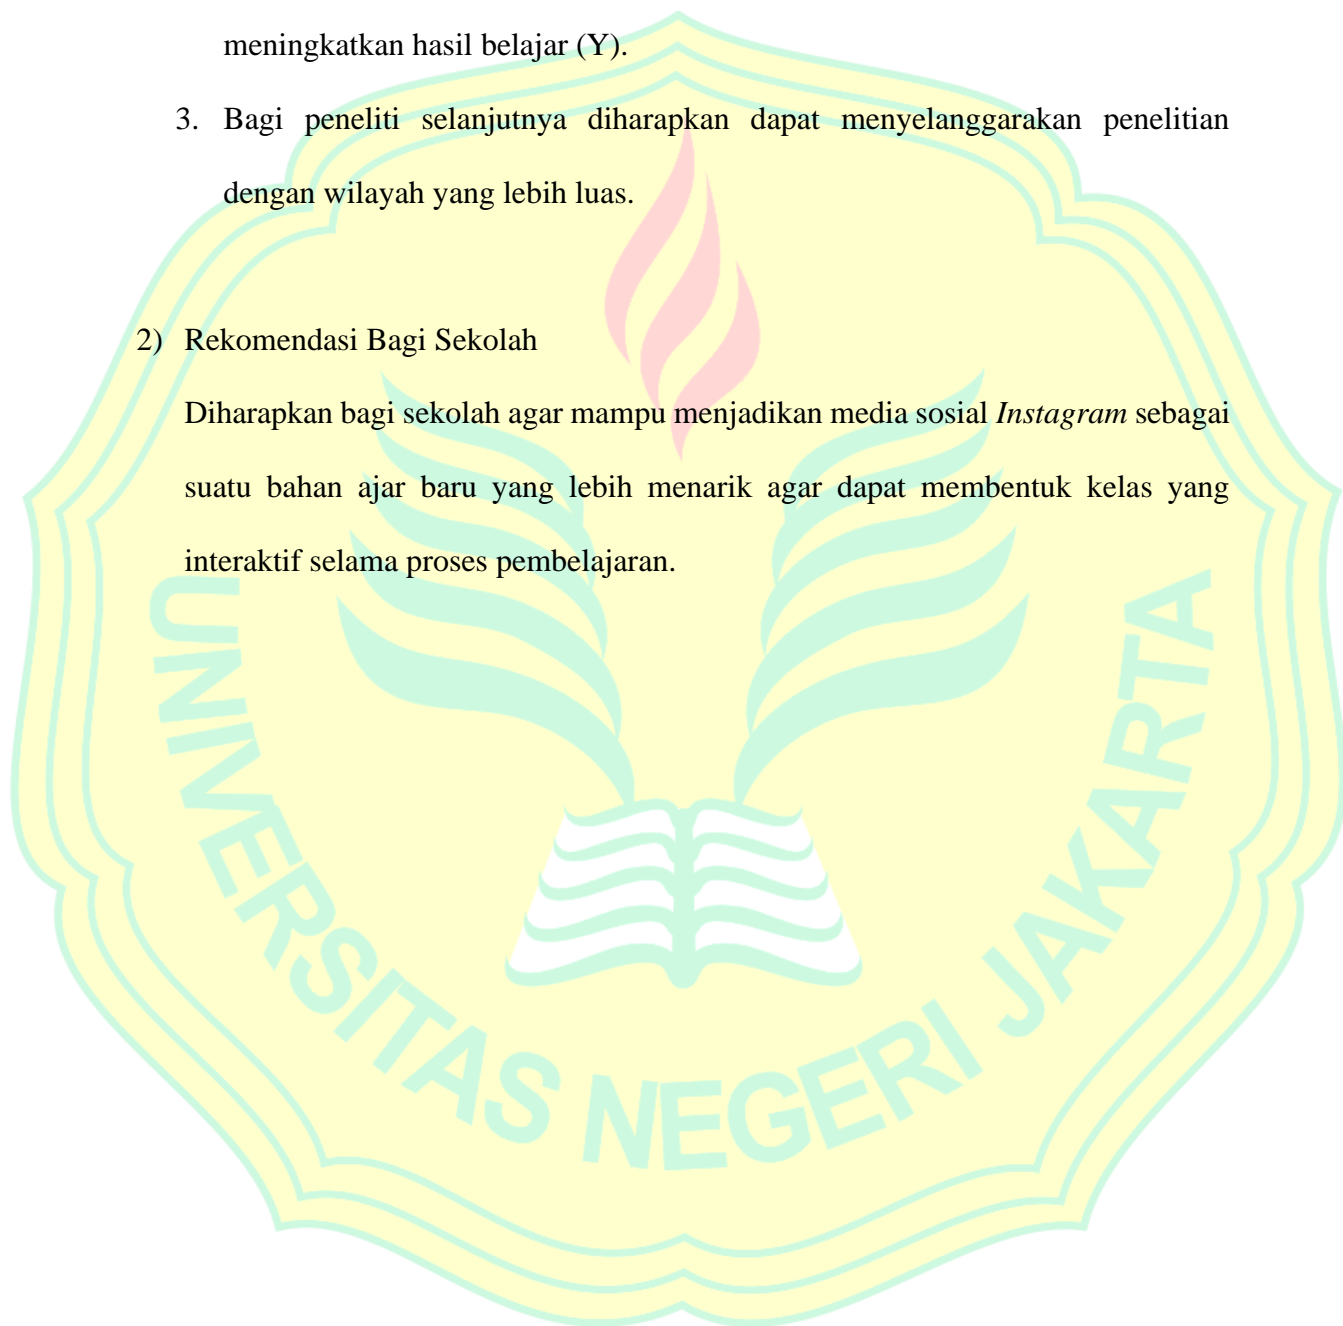 meningkatkan hasil belajar (Y).
3. Bagi peneliti selanjutnya diharapkan dapat menyelanggarakan penelitian
dengan wilayah yang lebih luas.
2) Rekomendasi Bagi Sekolah
Diharapkan bagi sekolah agar mampu menjadikan media sosial Instagram sebagai
suatu bahan ajar baru yang lebih menarik agar dapat membentuk kelas yang
interaktif selama proses pembelajaran.
UNIVERSITAS NEGERI JAKARTA